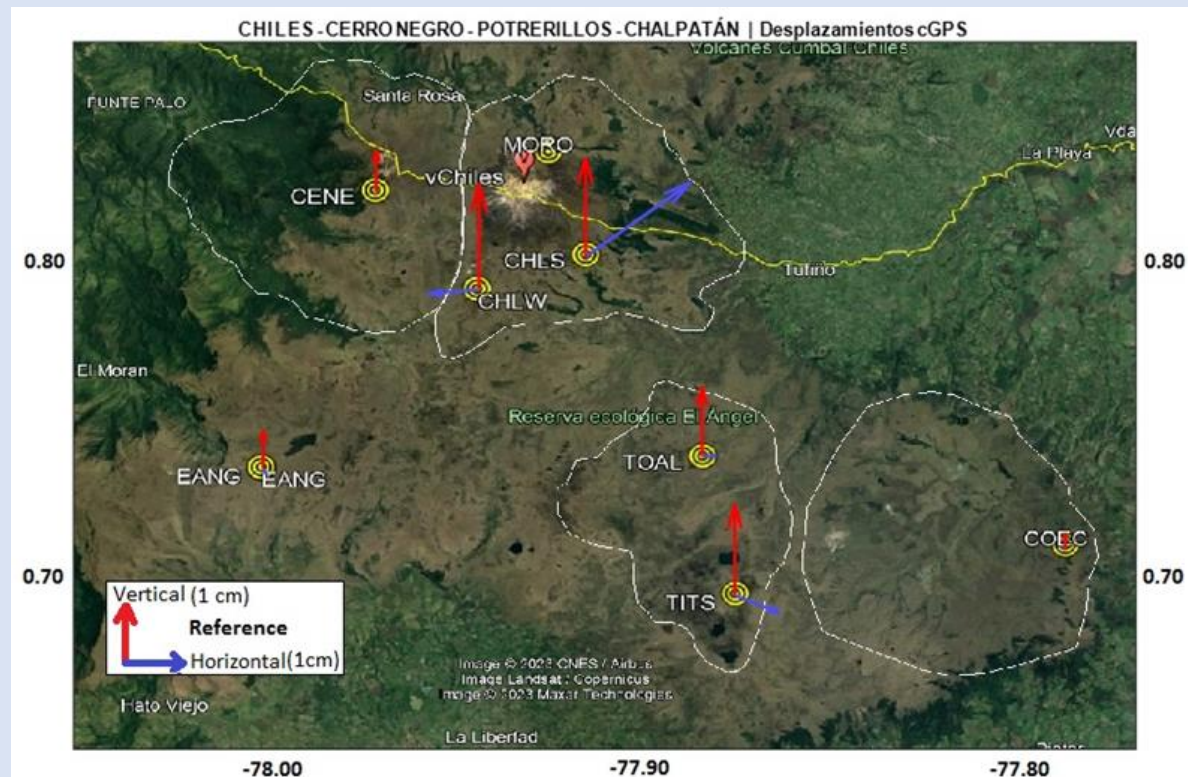 CHILES - CERRO NEGRO - POTRERILLOS - CHALPATÁN | Desplazamientos cGPS
Volcanes Cumbal Chiles
PUNTE PALO
Santa Rosa
MORO
Vda
La Playa
vChiles
CENE
0.80
CHLS
Tufiño
0.80
CHLW
El Moran
Reserva ecológica El Ángel
TOAL
EANG
EANG
COEC
0.70
0.70
Vertical (1 cm)
TITS
Reference
Horizontal (1cm)
Image © 2023 CNES / Airbus
Image Landsat / Copernicus
Image © 2023 Maxar Technologies
Hato Viejo
La Libertad
-78.00
-77.90
-77.80